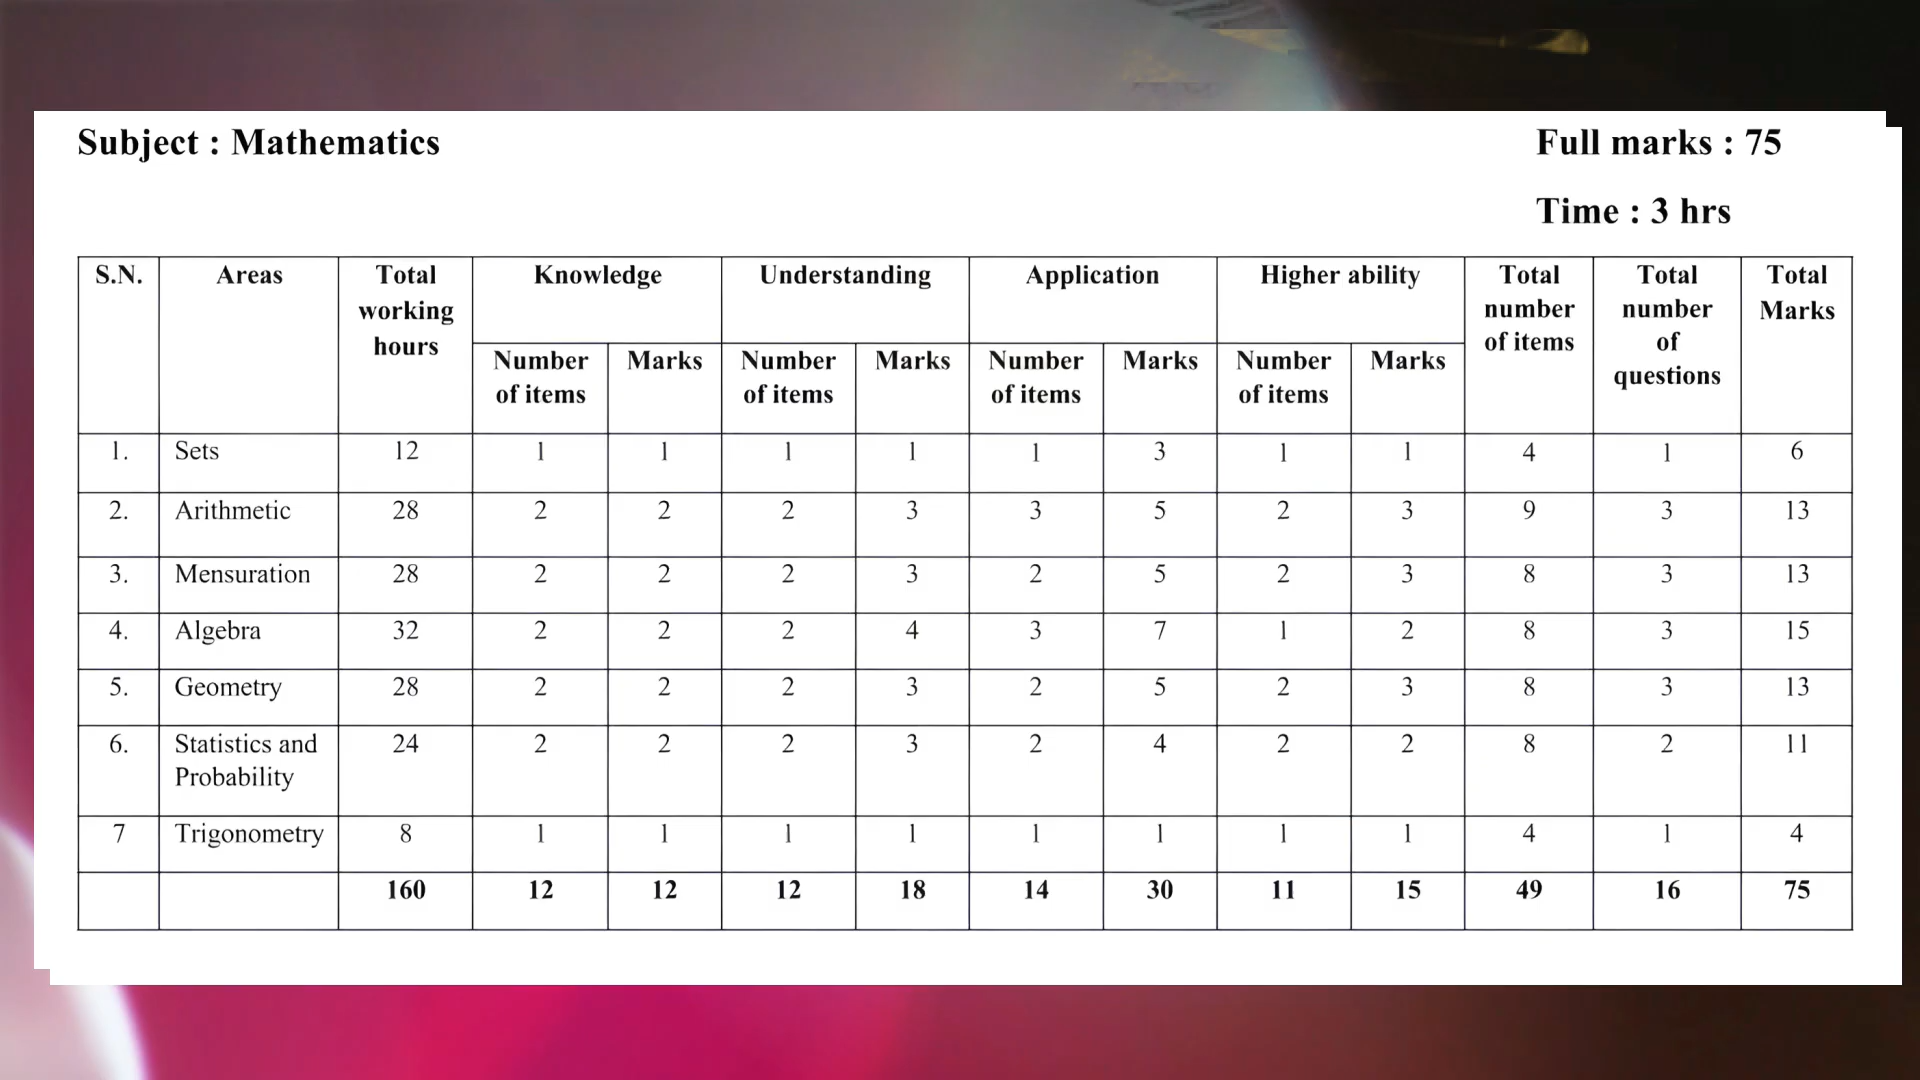 Subject : Mathematics Full marks : 75
Time : 3 hrs
S.N. Areas Total working hours Knowledge Understanding Application Higher ability Total number of items Total number of questions Total Marks
Number of items Marks Number of items Marks Number of items Marks Number of items Marks
1. Sets 12 1 1 1 1 1 3 1 1 4 1 6
2. Arithmetic 28 2 2 2 3 3 5 2 3 9 3 13
3. Mensuration 28 2 2 2 3 2 5 2 3 8 3 13
4. Algebra 32 2 2 2 4 3 7 1 2 8 3 15
5. Geometry 28 2 2 2 3 2 5 2 3 8 3 13
6. Statistics and Probability 24 2 2 2 3 2 4 2 2 8 2 11
7 Trigonometry 8 1 1 1 1 1 1 1 1 4 1 4
160 12 12 12 18 14 30 11 15 49 16 75